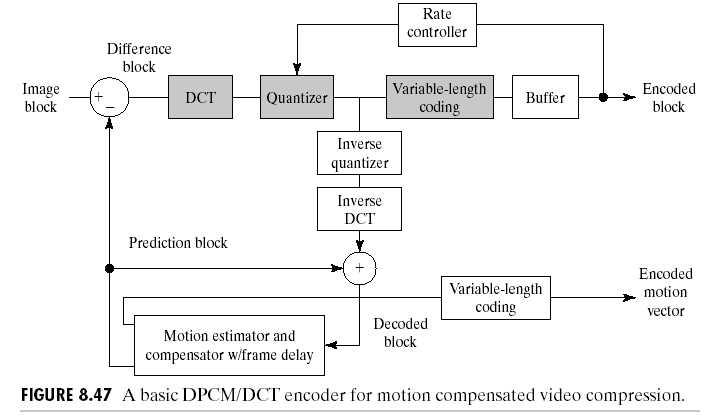 Rate
controller
Difference
block
Image
block
+
−
DCT
Quantizer
Variable-length
coding
Buffer
Encoded
block
Inverse
quantizer
Inverse
DCT
Prediction block
+
Variable-length
coding
Encoded
motion
vector
Motion estimator and
compensator w/frame delay
Decoded
block
FIGURE 8.47 A basic DPCM/DCT encoder for motion compensated video compression.